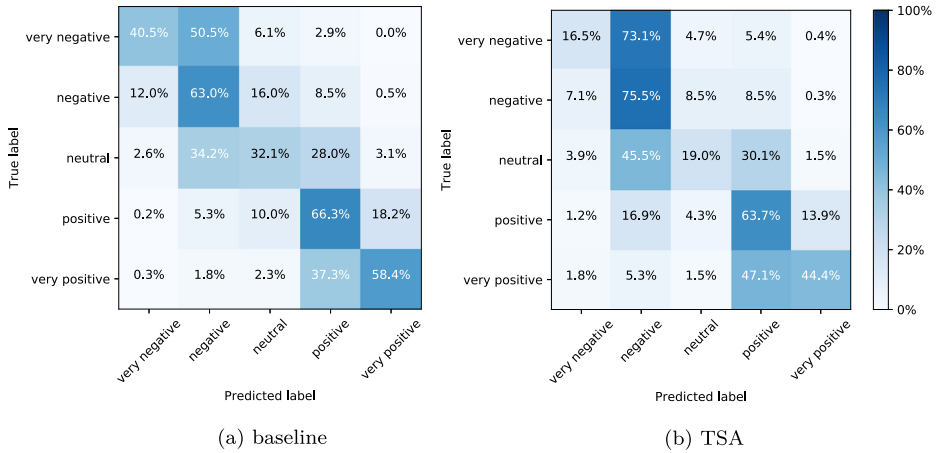 very negative 40.5% 50.5% 6.1% 2.9% 0.0%
negative 12.0% 63.0% 16.0% 8.5% 0.5%
neutral 2.6% 34.2% 32.1% 28.0% 3.1%
positive 0.2% 5.3% 10.0% 66.3% 18.2%
very positive 0.3% 1.8% 2.3% 37.3% 58.4%
True label
very negative negative neutral positive very positive
Predicted label
(a) baseline
very negative 16.5% 73.1% 4.7% 5.4% 0.4%
negative 7.1% 75.5% 8.5% 8.5% 0.3%
neutral 3.9% 45.5% 19.0% 30.1% 1.5%
positive 1.2% 16.9% 4.3% 63.7% 13.9%
very positive 1.8% 5.3% 1.5% 47.1% 44.4%
True label
very negative negative neutral positive very positive
Predicted label
(b) TSA
100%
80%
60%
40%
20%
0%